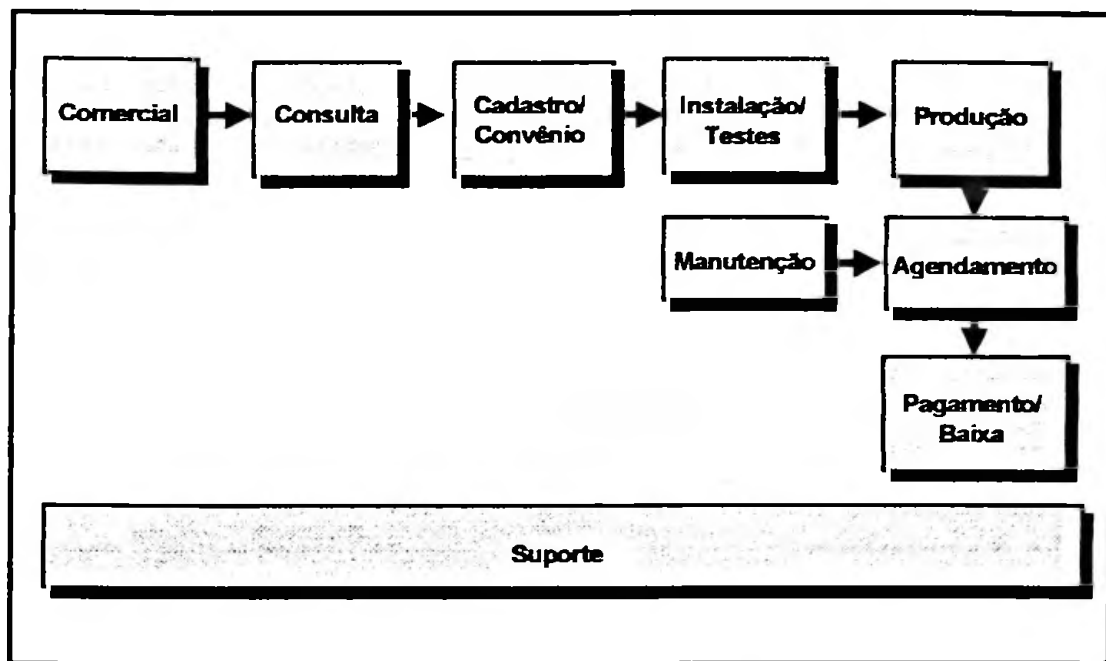 Comercial
Consulta
Cadastro/
Convênio
Instalação/
Testes
Produção
Manutenção
Agendamento
Pagamento/
Baixa
Suporte